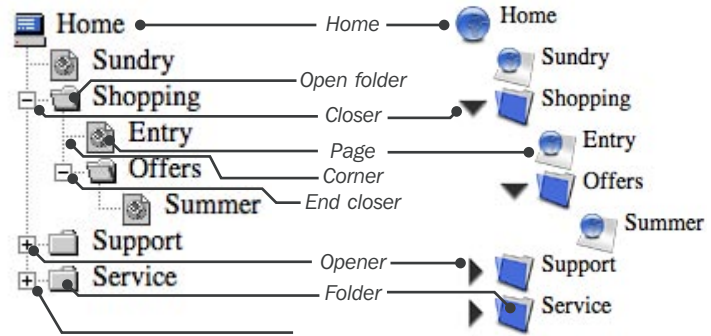 Home Home Home
Sundry Sundry
Open folder
Shopping Closer Shopping
Entry Page Entry
Corner
Offers End closer Offers
Summer Summer
Support Opener Support
Service Folder Service